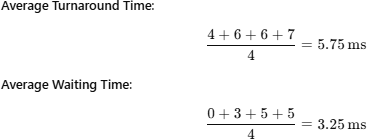 Average Turnaround Time:
4 + 6 + 6 + 7
4
= 5.75 ms
Average Waiting Time:
0 + 3 + 5 + 5
4
= 3.25 ms